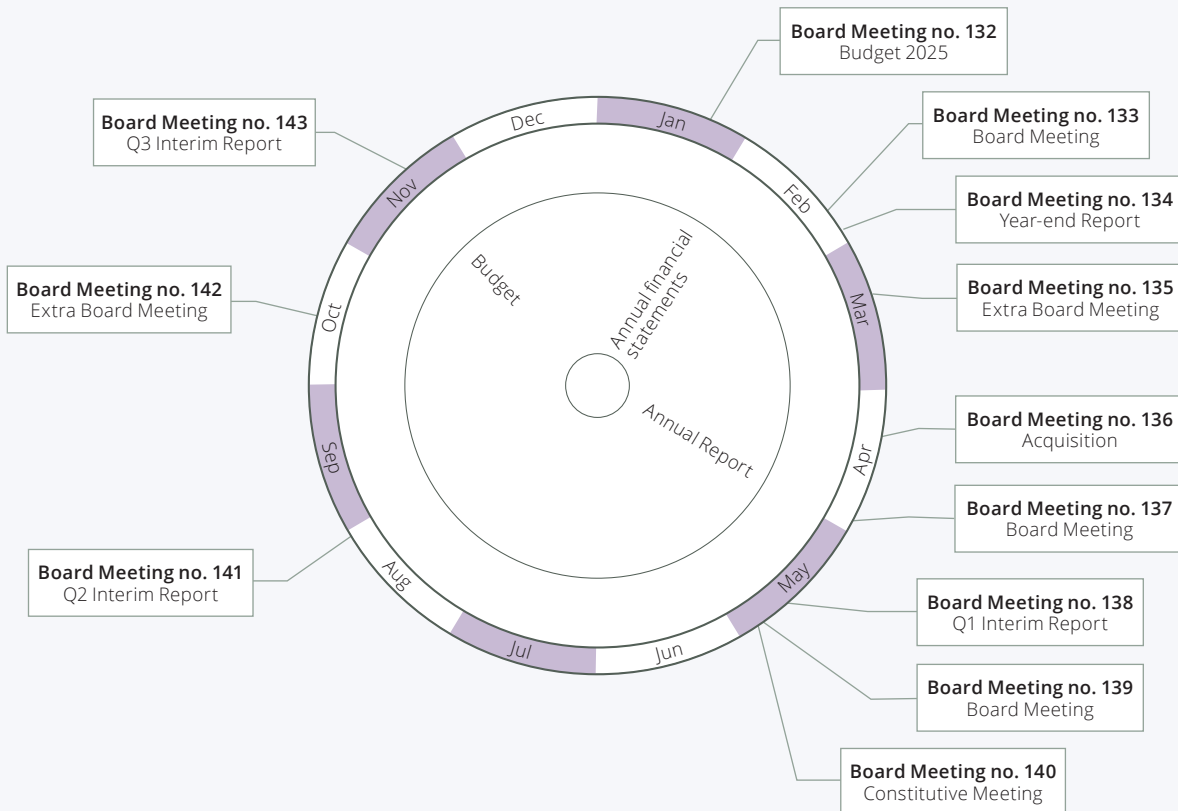 Board Meeting no. 132
Budget 2025
Board Meeting no. 133
Board Meeting
Board Meeting no. 134
Year-end Report
Board Meeting no. 135
Extra Board Meeting
Board Meeting no. 136
Acquisition
Board Meeting no. 137
Board Meeting
Board Meeting no. 138
Q1 Interim Report
Board Meeting no. 139
Board Meeting
Board Meeting no. 140
Constitutive Meeting
Board Meeting no. 141
Q2 Interim Report
Board Meeting no. 142
Extra Board Meeting
Board Meeting no. 143
Q3 Interim Report
Jan
Feb
Mar
Apr
May
Jun
Jul
Aug
Sep
Oct
Nov
Dec
Budget
Annual financial
statements
Annual Report